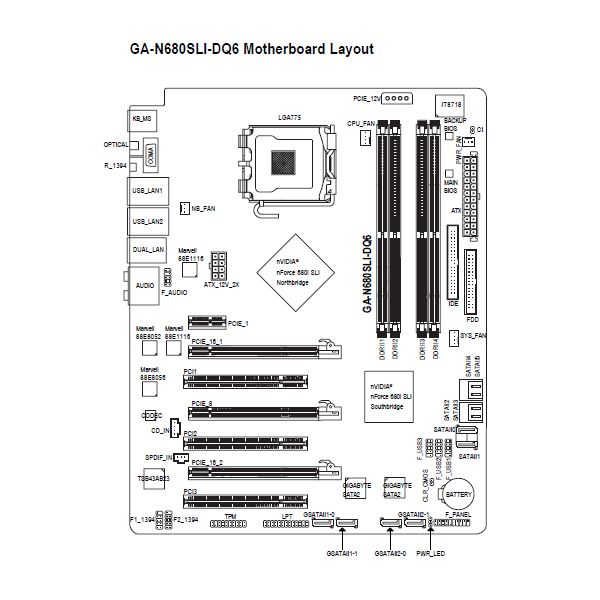 GA-N680SLI-DQ6 Motherboard Layout
PCIE_12V
KB_MS
LGA775
CPU_FAN
IT8718
BACKUP
BIOS
CI
PWR_FAN
OPTICAL
COMA
R_1394
USB_LAN1
MAIN
BIOS
NB_FAN
ATX
USB_LAN2
GA-N680SLI-DQ6
DUAL_LAN
Marvell
88E1116
nVIDIA®
nForce 680i SLI
Northbridge
AUDIO
F_AUDIO
ATX_12V_2X
IDE
FDD
PCIE_1
Marvell
88E8052
Marvell
88E1116
PCIE_16_1
DDRII1
DDRII2
DDRII3
DDRII4
SYS_FAN
PCI1
Marvell
88E8056
nVIDIA®
nForce 680i SLI
Southbridge
SATAII4
SATAII5
PCIE_8
CODEC
CD_IN
SATAII2
SATAII3
PCI2
SATAII0
SATAII1
F_USB3
F_USB2
F_USB1
SPDIF_IN
PCIE_16_2
TSB43AB23
GIGABYTE
SATA2
GIGABYTE
SATA2
CLR_CMOS
BATTERY
PCI3
F1_1394
F2_1394
TPM
LPT
GSATAII1-0
GSATAII2-1
F_PANEL
GSATAII1-1
GSATAII2-0
PWR_LED